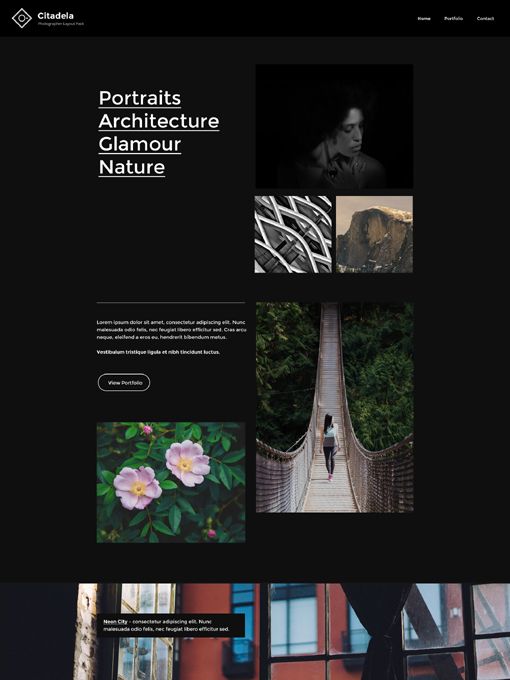 Citadela
Photographer Layout Pack
Home
Portfolio
Contact
Portraits
Architecture
Glamour
Nature
Lorem ipsum dolor sit amet, consectetur adipiscing elit. Nunc
malesuada odio felis, nec feugiat libero efficitur sed. Cras arcu
neque, eleifend a eros eu, hendrerit bibendum metus.
Vestibulum tristique ligula et nibh tincidunt luctus.
View Portfolio
Neon City – consectetur adipiscing elit. Nunc
malesuada odio felis, nec feugiat libero efficitur sed.